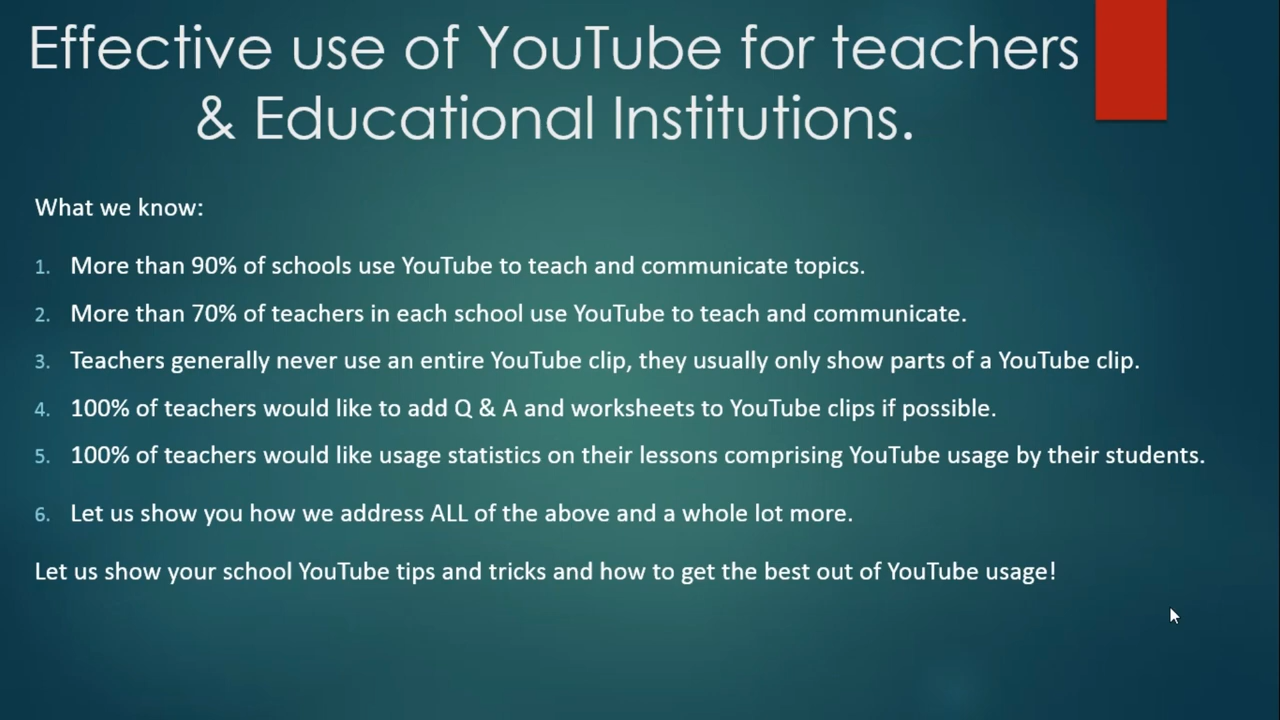 Effective use of YouTube for teachers
& Educational Institutions.
What we know:
1. More than 90% of schools use YouTube to teach and communicate topics.
2. More than 70% of teachers in each school use YouTube to teach and communicate.
3. Teachers generally never use an entire YouTube clip, they usually only show parts of a YouTube clip.
4. 100% of teachers would like to add Q & A and worksheets to YouTube clips if possible.
5. 100% of teachers would like usage statistics on their lessons comprising YouTube usage by their students.
6. Let us show you how we address ALL of the above and a whole lot more.
Let us show your school YouTube tips and tricks and how to get the best out of YouTube usage!